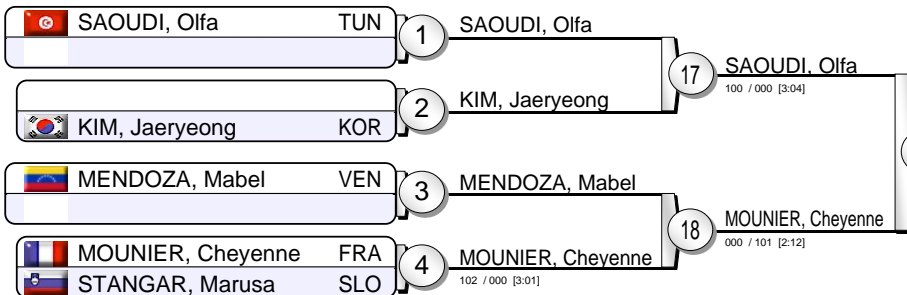 SAOUDI, Olfa TUN
1
SAOUDI, Olfa
17
SAOUDI, Olfa
100 / 000 [3:04]
KIM, Jaeryeong KOR
2
KIM, Jaeryeong
MENDOZA, Mabel VEN
3
MENDOZA, Mabel
18
MOUNIER, Cheyenne
000 / 101 [2:12]
MOUNIER, Cheyenne FRA
STANGAR, Marusa SLO
4
MOUNIER, Cheyenne
102 / 000 [3:01]